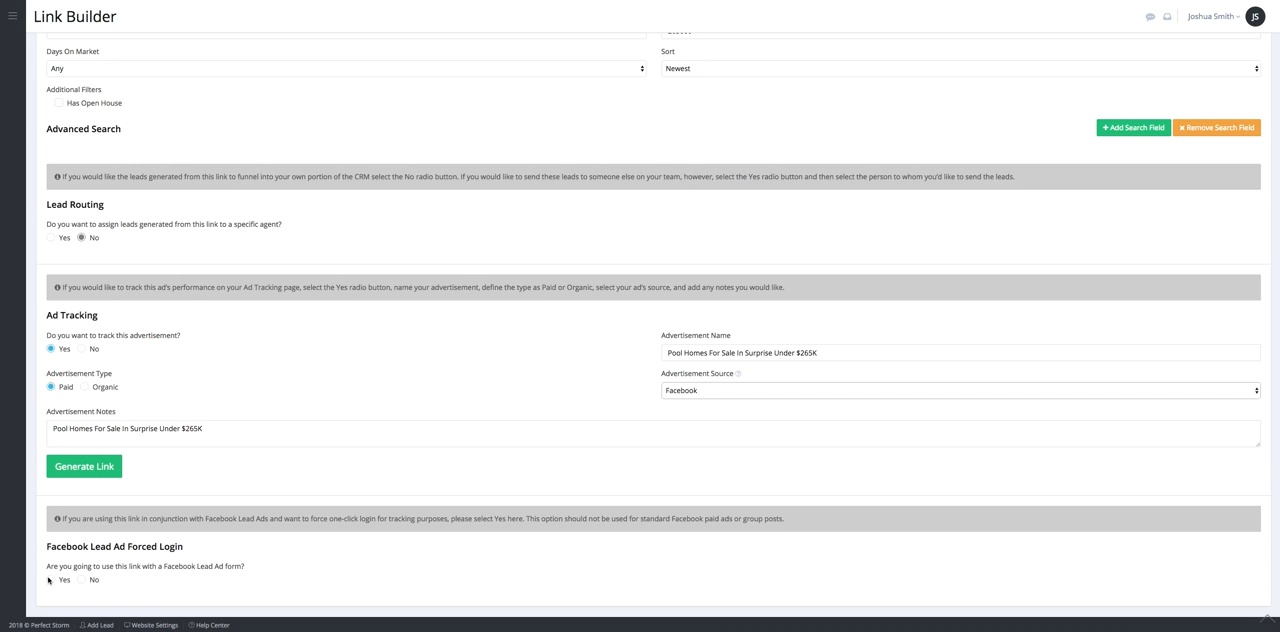 Link Builder
Joshua Smith
JS
Days On Market
Sort
Any
Newest
Additional Filters
Has Open House
Advanced Search
+ Add Search Field
Remove Search Field
If you would like the leads generated from this link to funnel into your own portion of the CRM select the No radio button. If you would like to send these leads to someone else on your team, however, select the Yes radio button and then select the person to whom you'd like to send the leads.
Lead Routing
Do you want to assign leads generated from this link to a specific agent?
Yes No
If you would like to track this ad's performance on your Ad Tracking page, select the Yes radio button, name your advertisement, define the type as Paid or Organic, select your ad's source, and add any notes you would like.
Ad Tracking
Do you want to track this advertisement?
Advertisement Name
Yes No
Pool Homes For Sale In Surprise Under $265K
Advertisement Type
Advertisement Source
Paid Organic
Facebook
Advertisement Notes
Pool Homes For Sale In Surprise Under $265K
Generate Link
If you are using this link in conjunction with Facebook Lead Ads and want to force one-click login for tracking purposes, please select Yes here. This option should not be used for standard Facebook paid ads or group posts.
Facebook Lead Ad Forced Login
Are you going to use this link with a Facebook Lead Ad form?
Yes No
2018 © Perfect Storm
Add Lead
Website Settings
Help Center